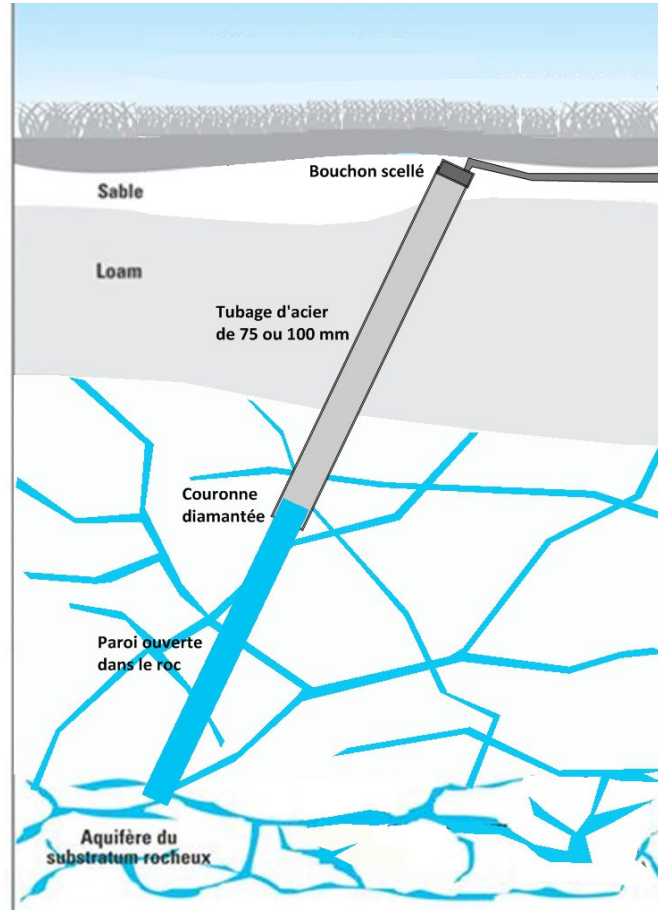 Bouchon scellé
Sable
Loam
Tubage d'acier
de 75 ou 100 mm
Couronne
diamantée
Paroi ouverte
dans le roc
Aquifère du
substratum rocheux